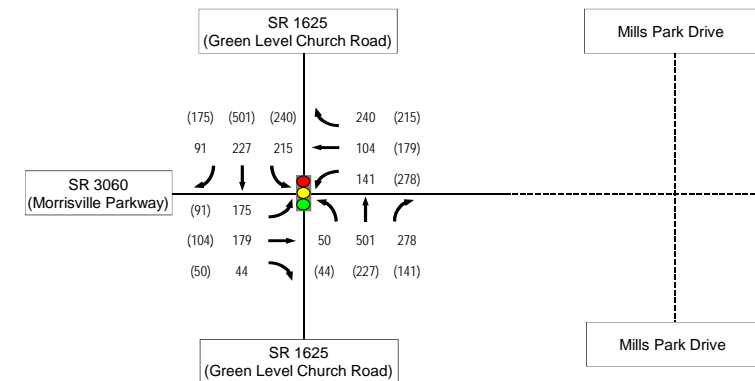 SR 1625
(Green Level Church Road)
Mills Park Drive
(175) (501) (240) 240 (215)
91 227 215 104 (179)
141 (278)
SR 3060
(Morrisville Parkway)
(91) 175
(104) 179 50 501 278
(50) 44 (44) (227) (141)
SR 1625
(Green Level Church Road)
Mills Park Drive